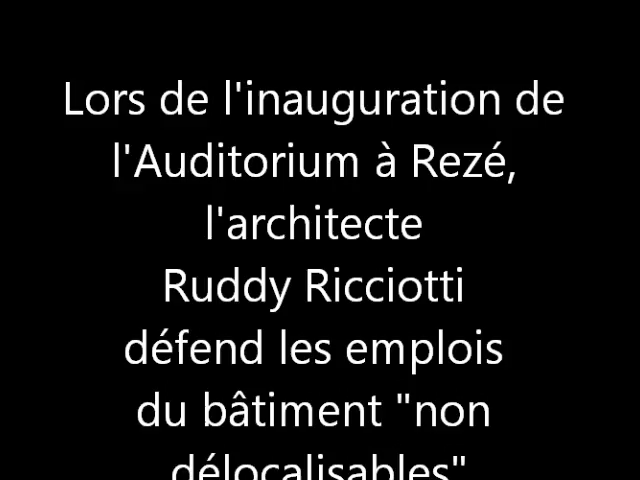 Lors de l'inauguration de
l'Auditorium à Rezé,
l'architecte
Ruddy Ricciotti
défend les emplois
du bâtiment "non
délocalisables"